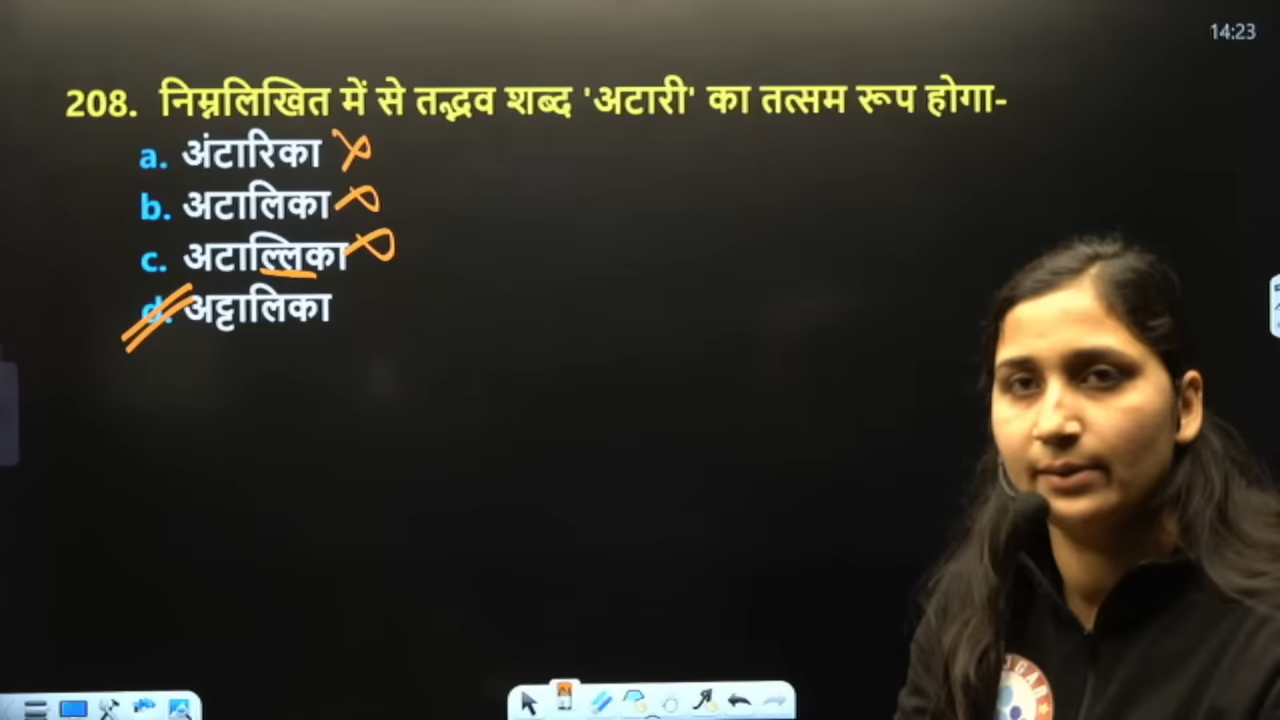 14:23
208. निम्नलिखित में से तद्भव शब्द 'अटारी' का तत्सम रूप होगा-
a. अंटारिका
b. अटालिका
c. अटाल्लिका
d. अट्टालिका